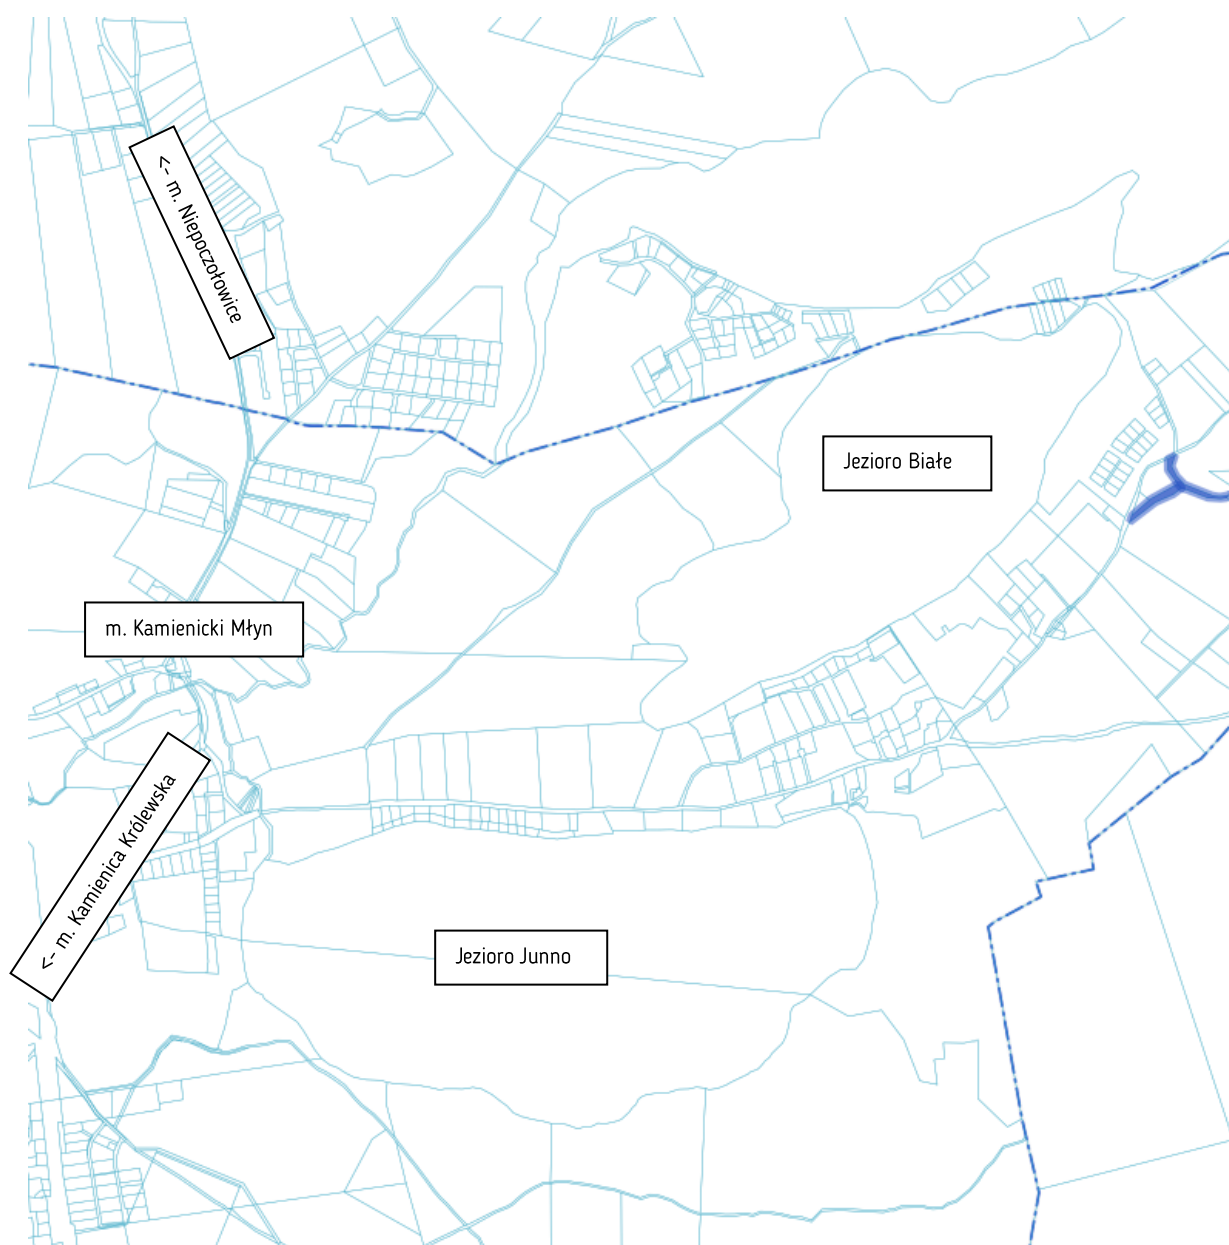 <- m. Niepoczołowice
Jezioro Białe
m. Kamienicki Młyn
<- m. Kamienica Królewska
Jezioro Junno